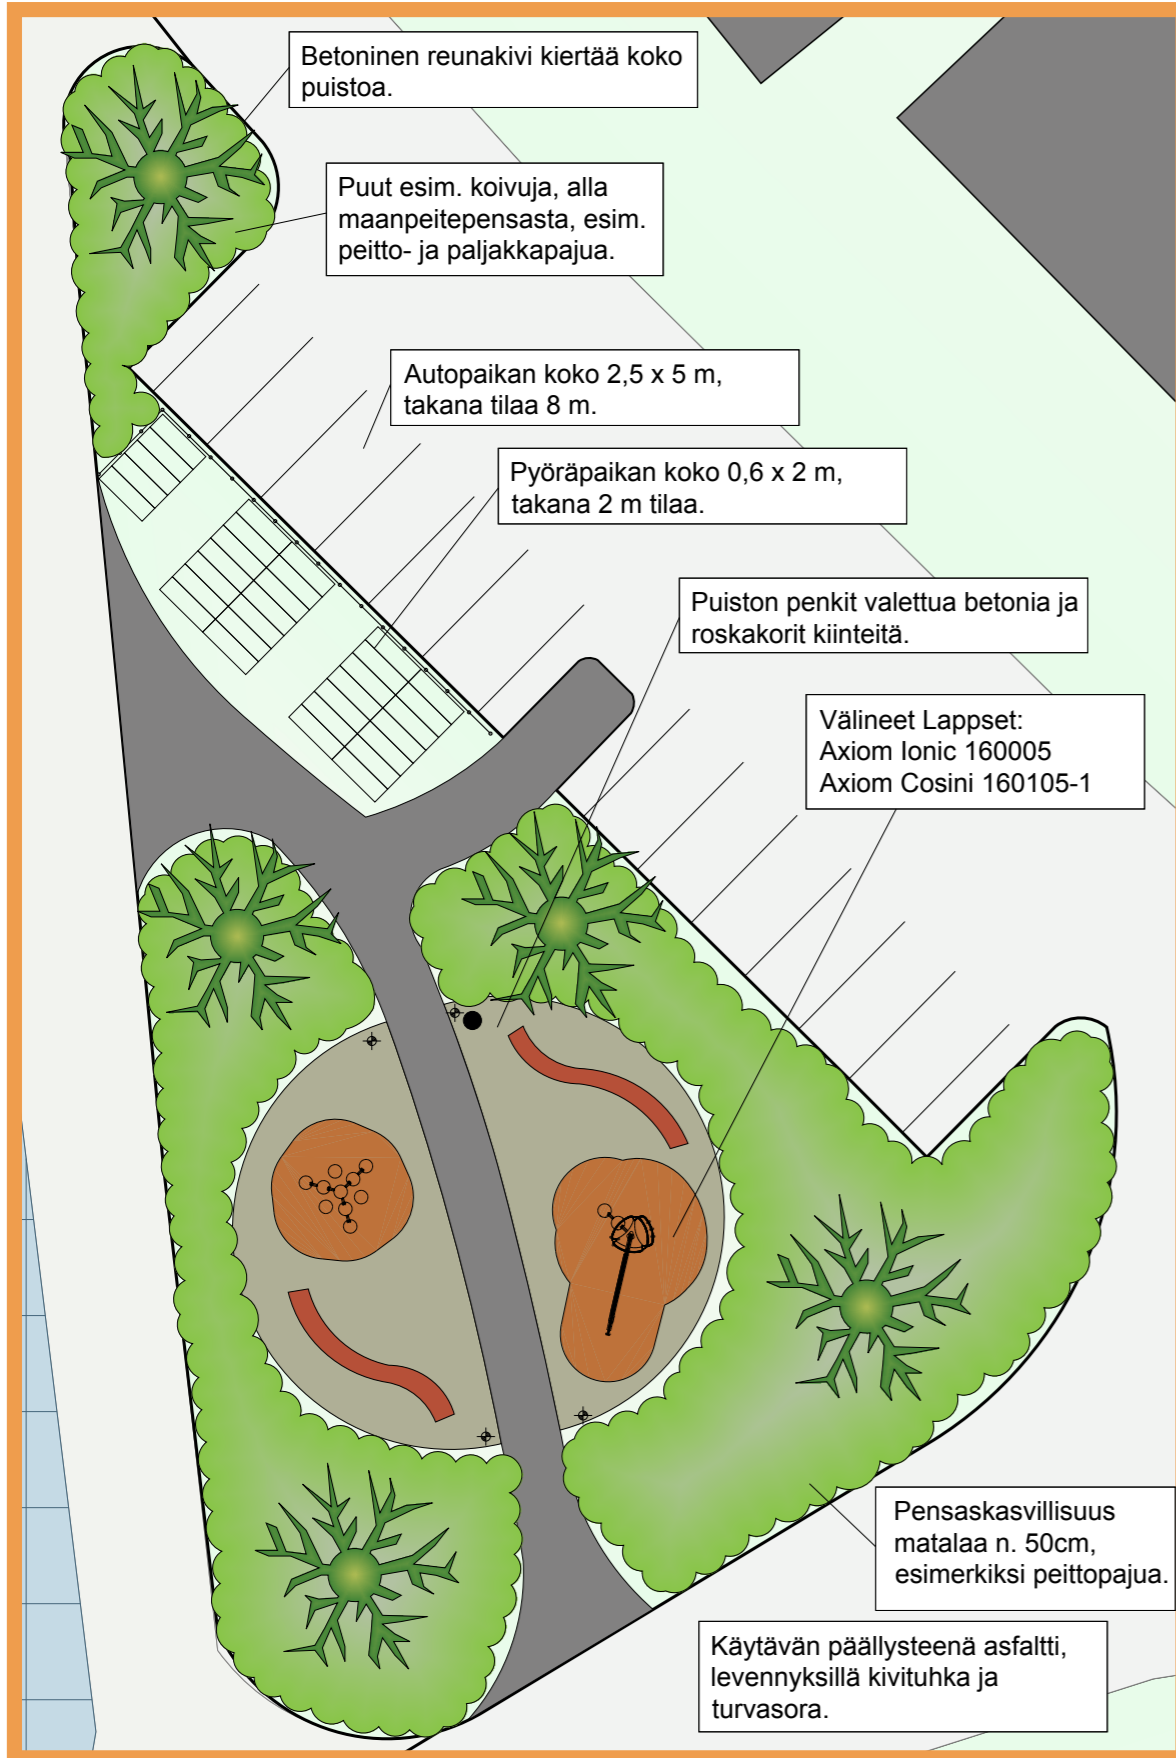 Betoninen reunakivi kiertää koko
puistoa.
Puut esim. koivuja, alla
maanpeitepensasta, esim.
peitto- ja paljakkapajua.
Autopaikan koko 2,5 x 5 m,
takana tilaa 8 m.
Pyöräpaikan koko 0,6 x 2 m,
takana 2 m tilaa.
Puiston penkit valettua betonia ja
roskakorit kiinteitä.
Välineet Lappset:
Axiom Ionic 160005
Axiom Cosini 160105-1
Pensaskasvillisuus
matalaa n. 50cm,
esimerkiksi peittopajua.
Käytävän päällysteenä asfaltti,
levennyksillä kivituhka ja
turvasora.